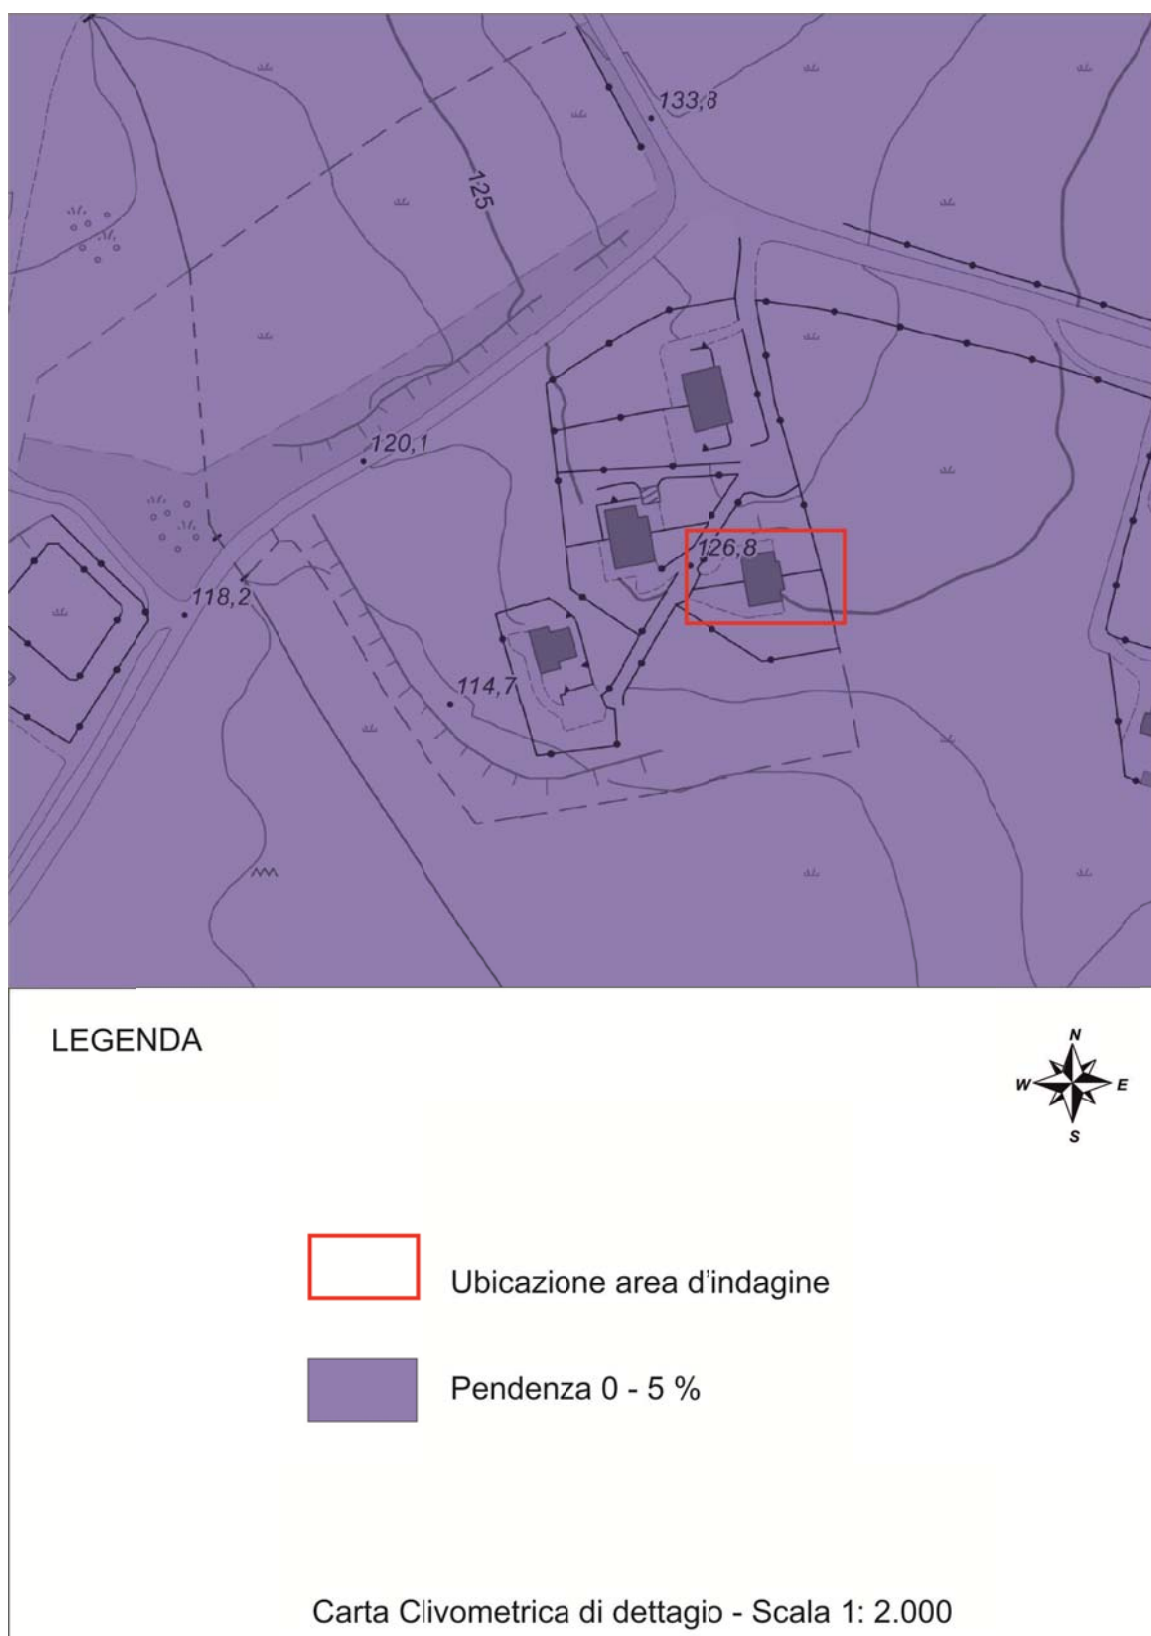 133,8
125
120,1
126,8
118,2
114,7
LEGENDA
N
W E
S
Ubicazione area d'indagine
Pendenza 0 - 5 %
Carta Clivometrica di dettagio - Scala 1: 2.000